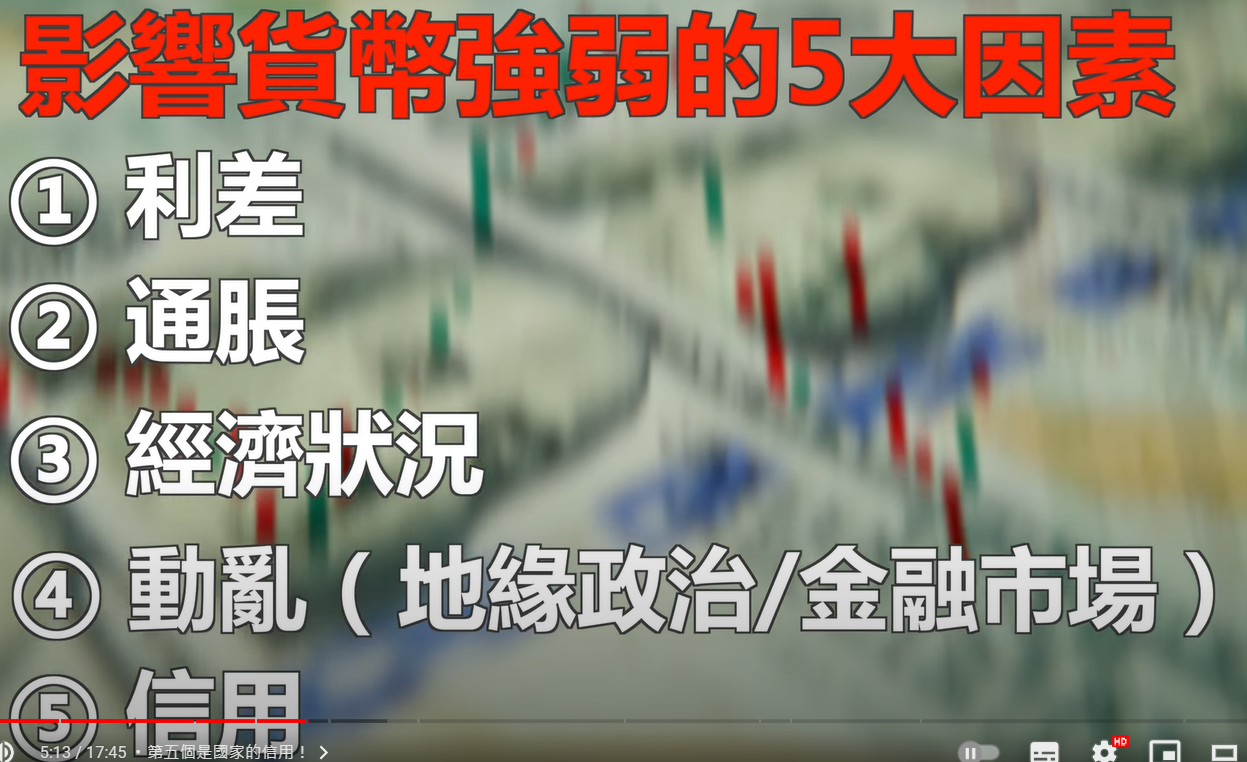 影響貨幣強弱的5大因素
① 利差
② 通脹
③ 經濟狀況
④ 動亂（地緣政治/金融市場）
⑤ 信用
5:13 / 17:45 • 第五個是國家的信用！
HD